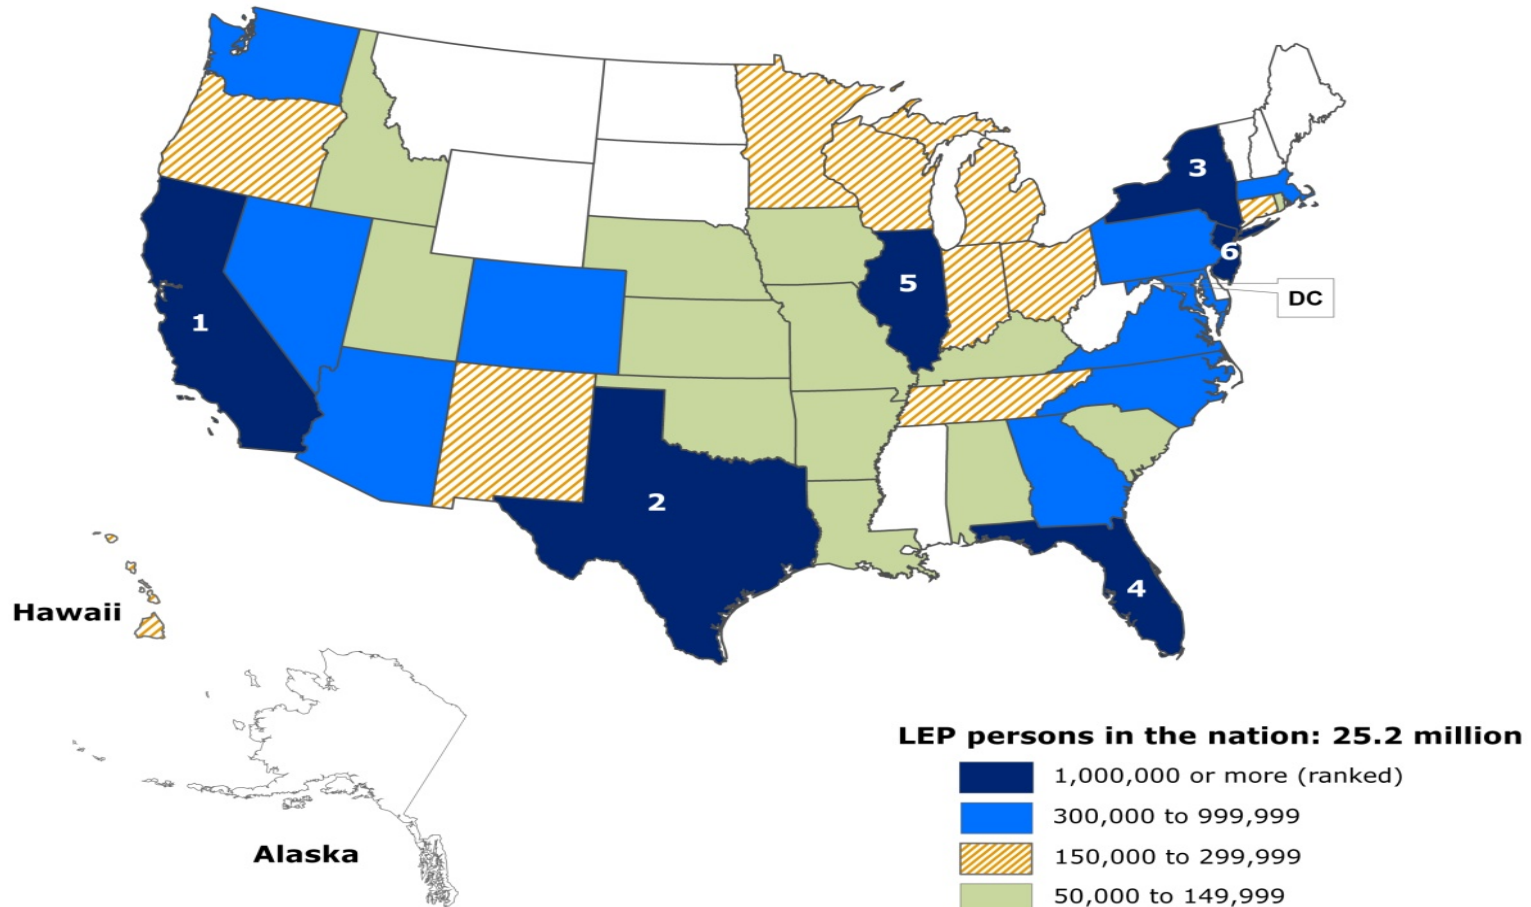 3
5
6
DC
1
2
4
Hawaii
Alaska
LEP persons in the nation: 25.2 million
1,000,000 or more (ranked)
300,000 to 999,999
150,000 to 299,999
50,000 to 149,999